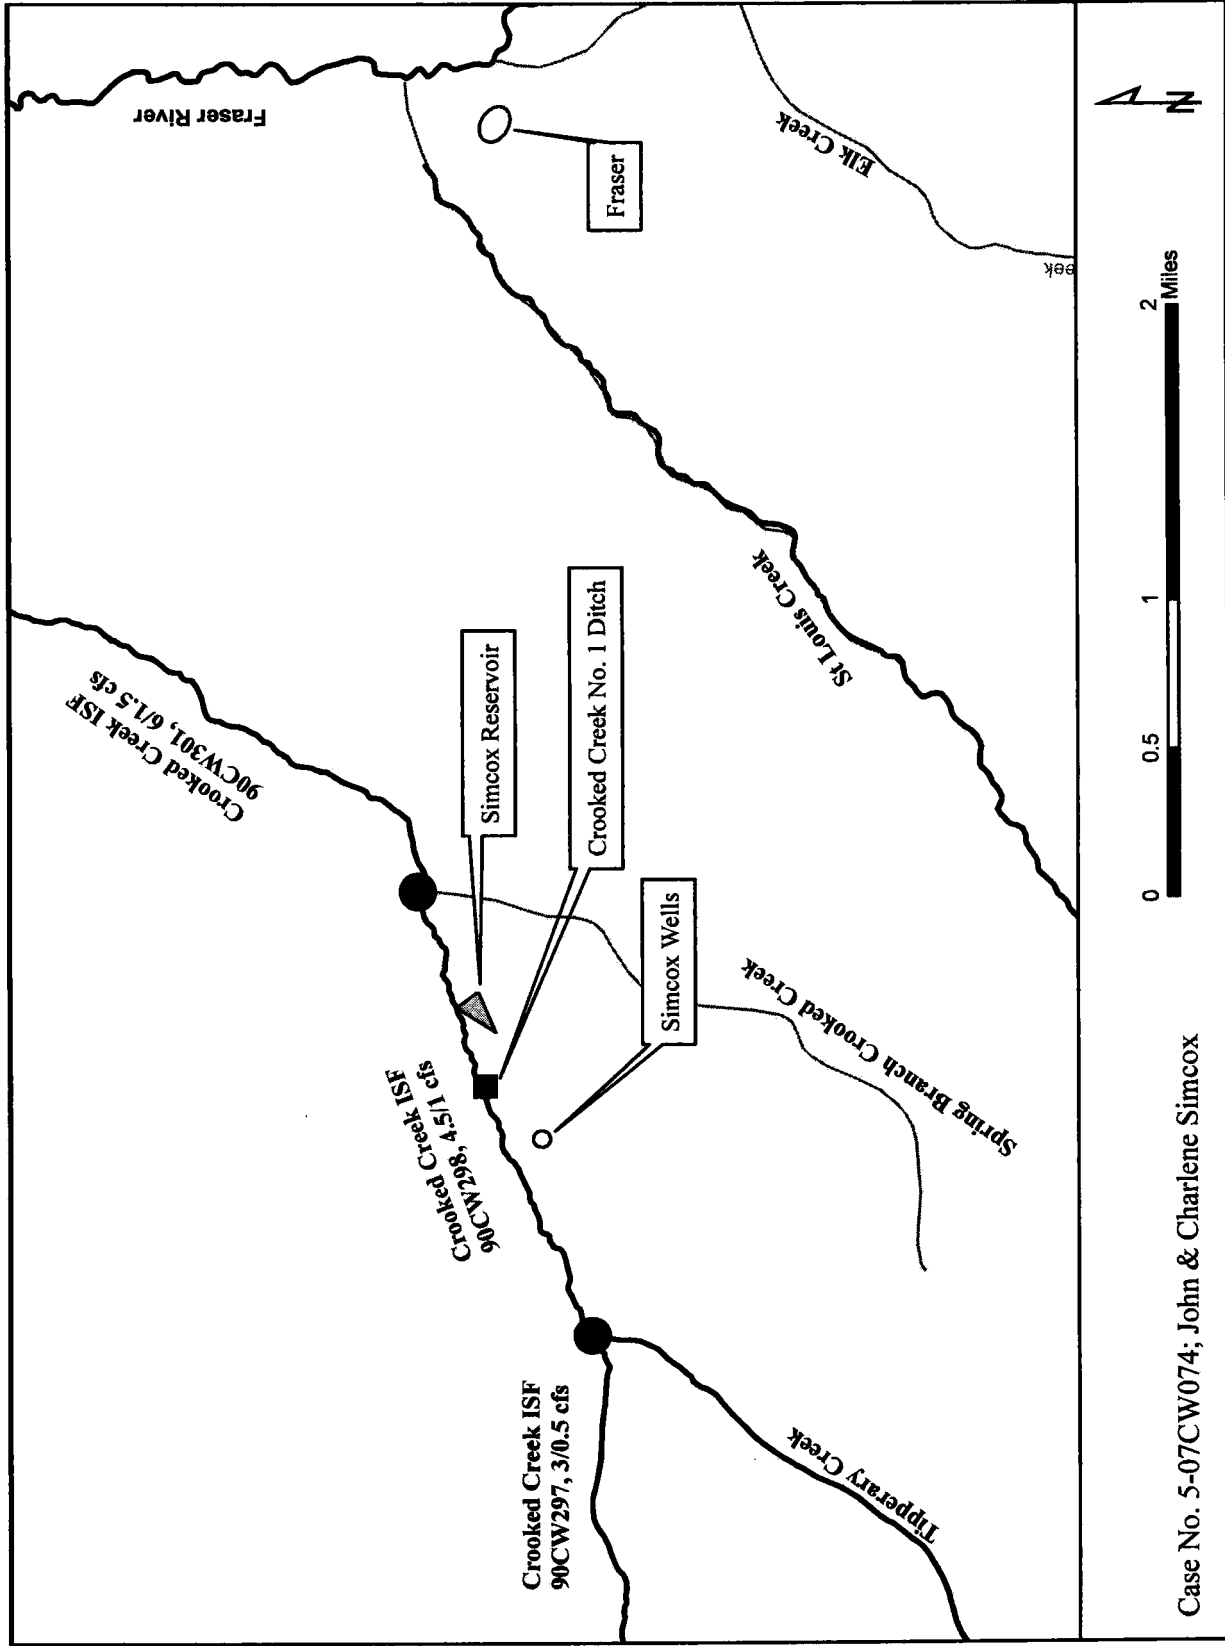 Fraser River
Crooked Creek ISF
90CW301, 6/1.5 cfs
Fraser
Elk Creek
eek
Simcox Reservoir
Crooked Creek No. 1 Ditch
Simcox Wells
Crooked Creek ISF
90CW298, 4.5/1 cfs
St Louis Creek
Spring Branch Crooked Creek
Crooked Creek ISF
90CW297, 3/0.5 cfs
Tipperary Creek
N
0 0.5 1 2
Miles
Case No. 5-07CW074; John & Charlene Simcox